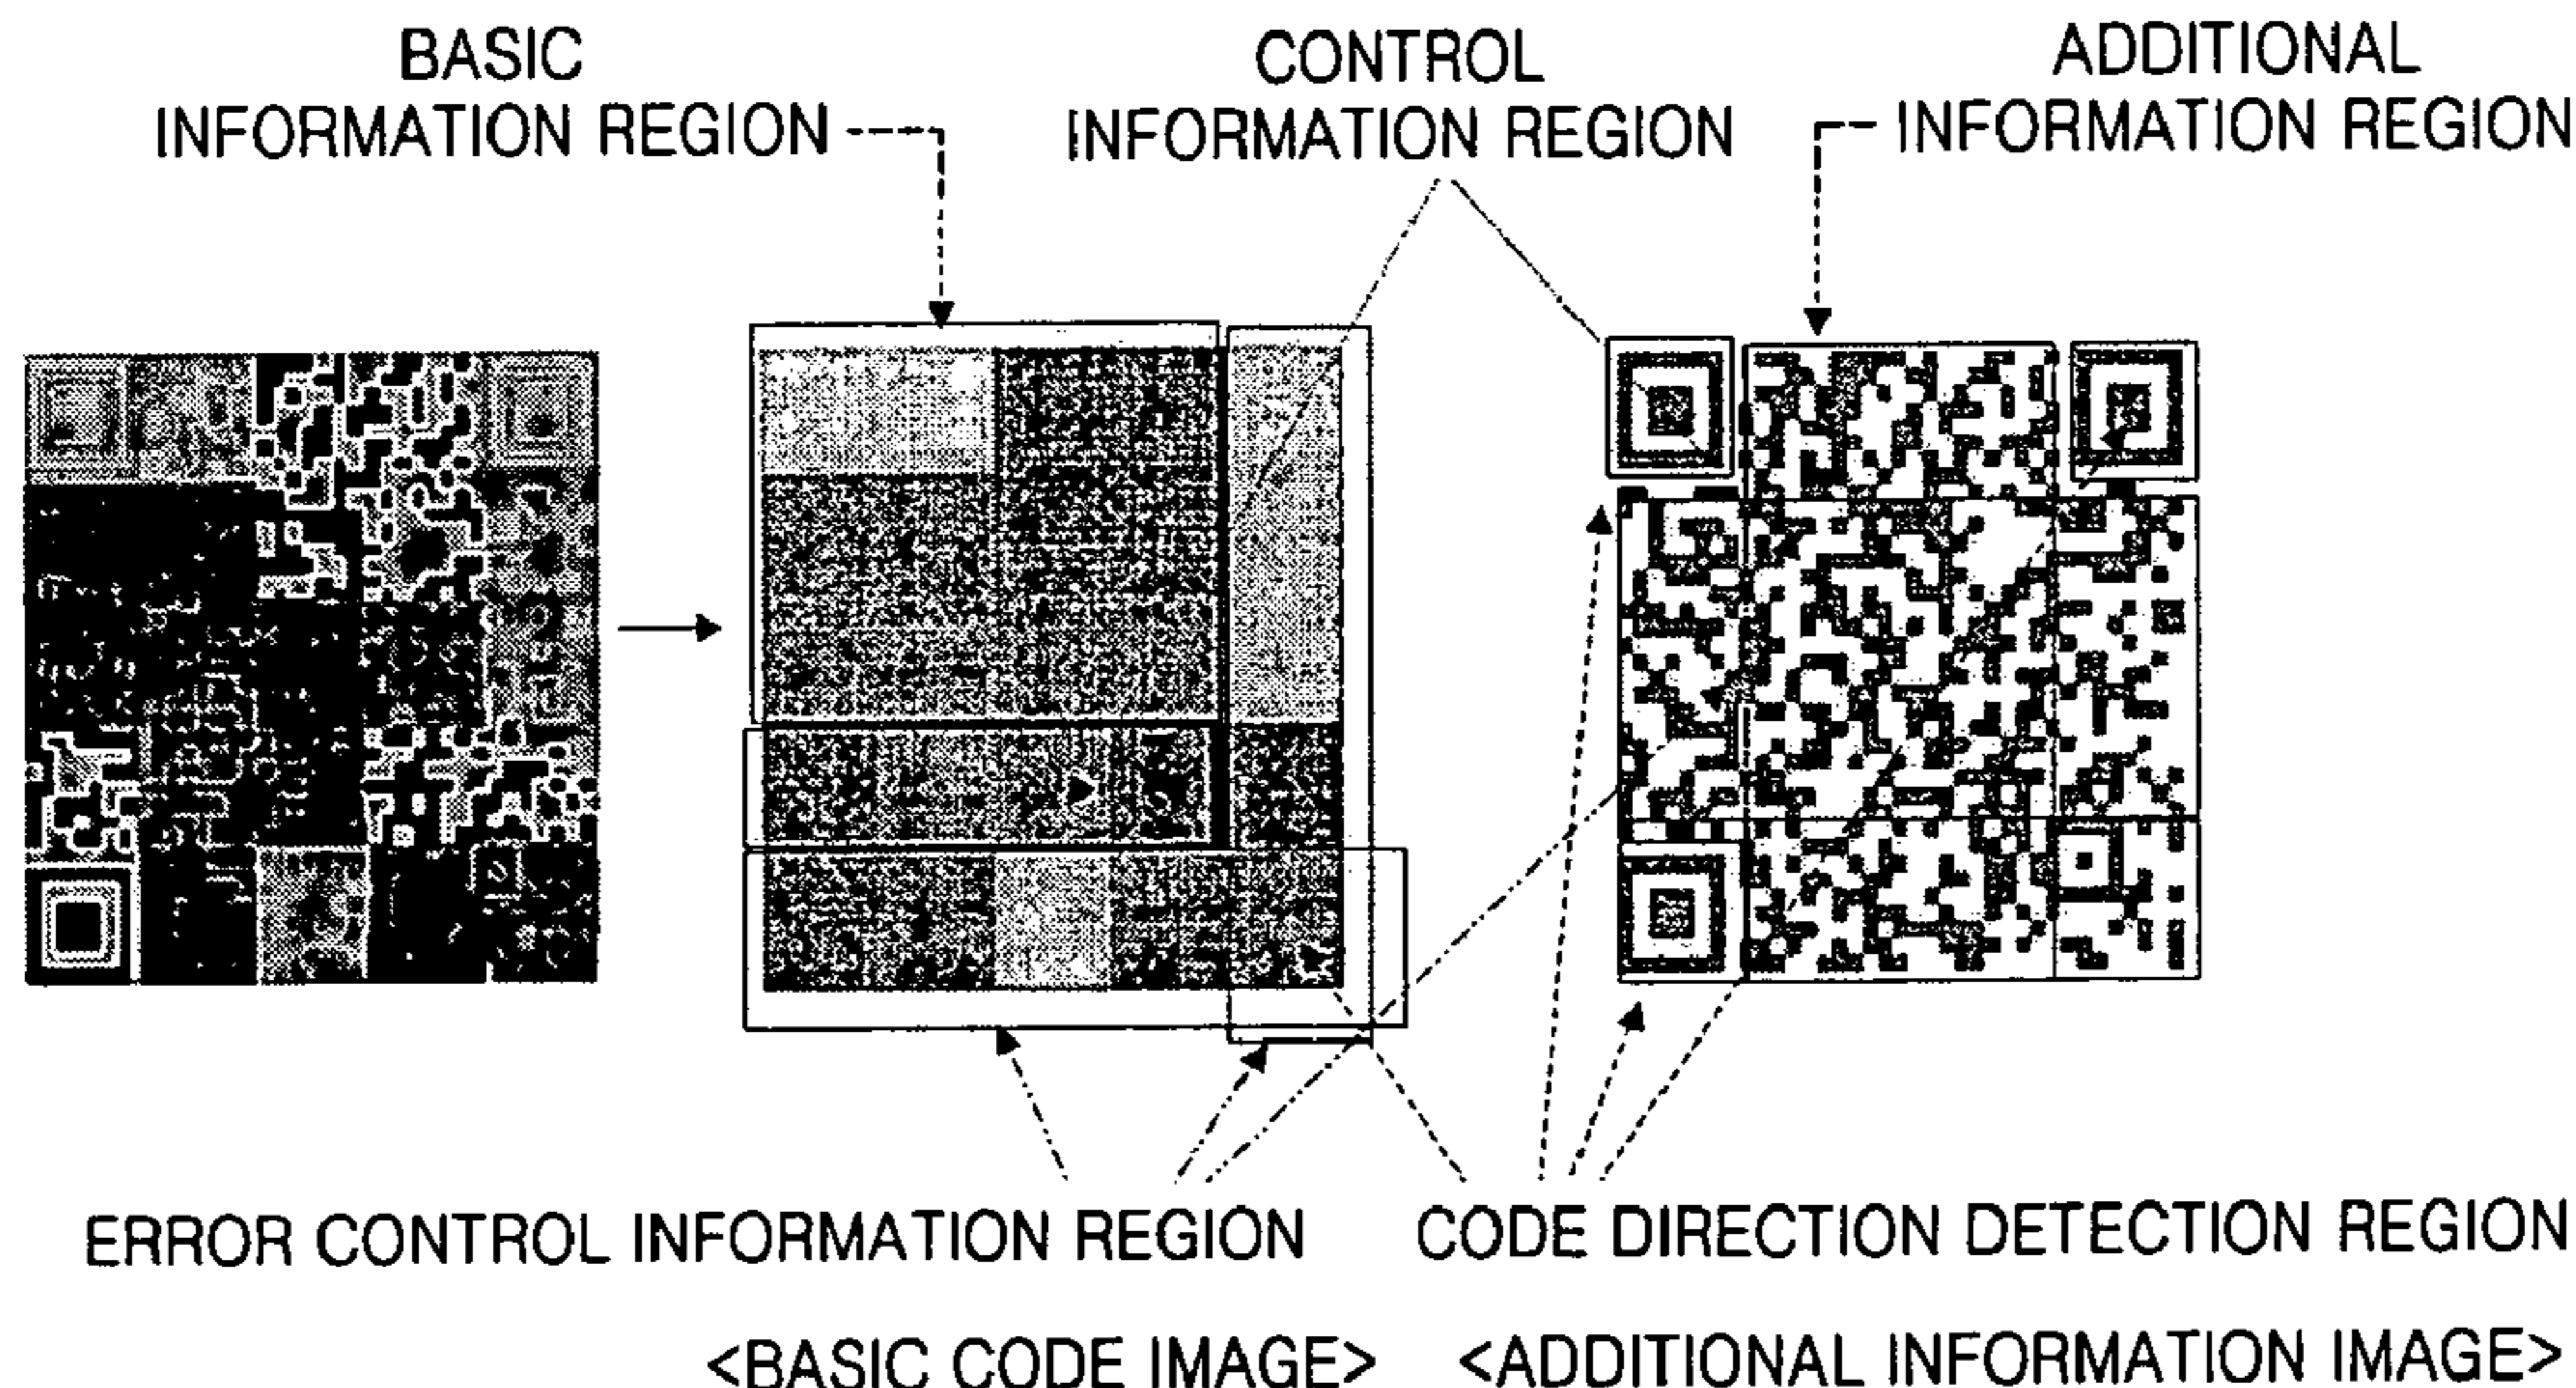 BASIC
INFORMATION REGION
CONTROL
INFORMATION REGION
ADDITIONAL
INFORMATION REGION
ERROR CONTROL INFORMATION REGION
CODE DIRECTION DETECTION REGION
<BASIC CODE IMAGE>
<ADDITIONAL INFORMATION IMAGE>